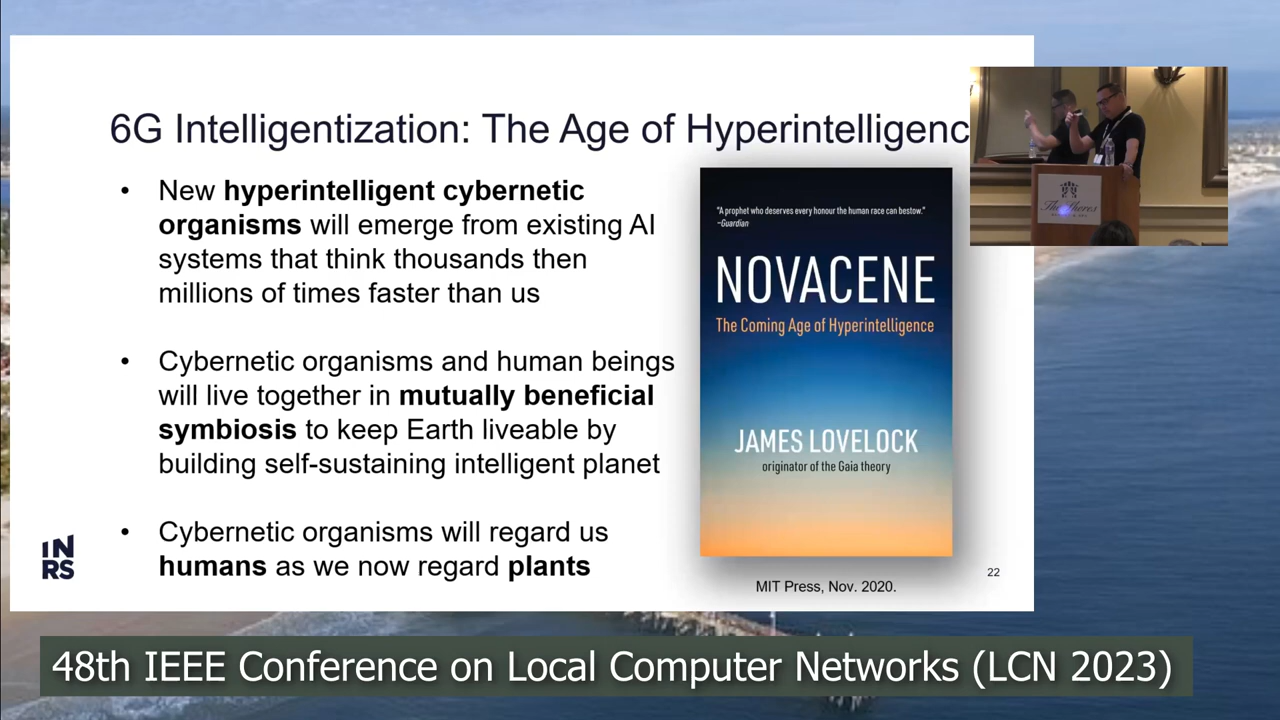 6G Intelligentization: The Age of Hyperintelligenc
• New hyperintelligent cybernetic
organisms will emerge from existing AI
systems that think thousands then
millions of times faster than us
• Cybernetic organisms and human beings
will live together in mutually beneficial
symbiosis to keep Earth liveable by
building self-sustaining intelligent planet
• Cybernetic organisms will regard us
humans as we now regard plants
"A prophet who deserves every honour the human race can bestow."
–Guardian
NOVACENE
The Coming Age of Hyperintelligence
JAMES LOVELOCK
originator of the Gaia theory
MIT Press, Nov. 2020.
22
IN
RS
48th IEEE Conference on Local Computer Networks (LCN 2023)